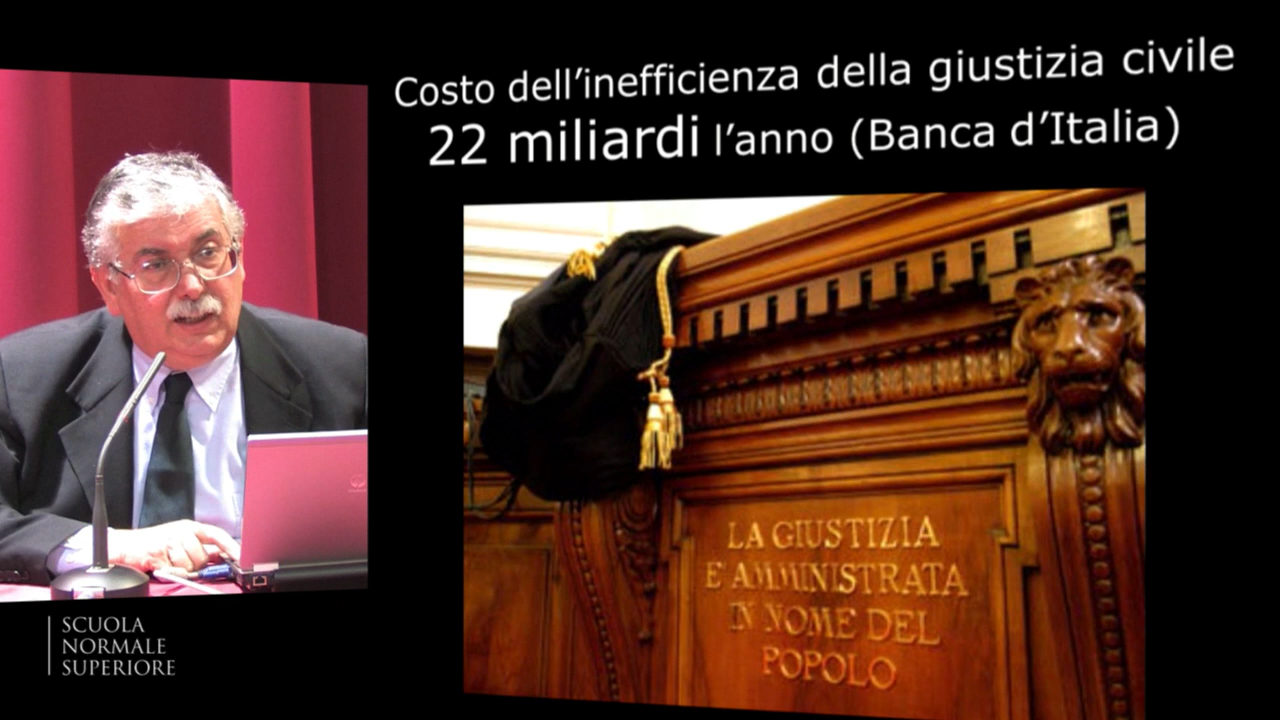 Costo dell'inefficienza della giustizia civile
22 miliardi l'anno (Banca d'Italia)
LA GIUSTIZIA
E' AMMINISTRATA
IN NOME DEL
POPOLO
SCUOLA
NORMALE
SUPERIORE